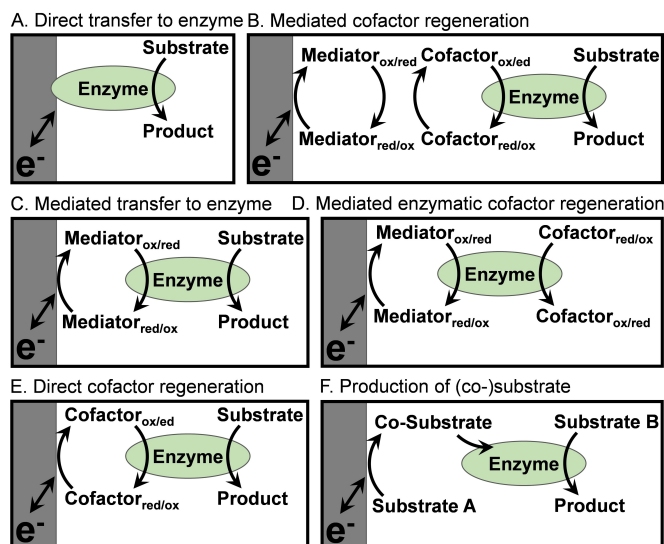 A. Direct transfer to enzyme
Substrate
Enzyme
Product
e-
B. Mediated cofactor regeneration
Mediatorox/red Cofactorox/ed Substrate
Enzyme
Mediatorred/ox Cofactorred/ox Product
e-
C. Mediated transfer to enzyme
Mediatorox/red Substrate
Enzyme
Mediatorred/ox Product
e-
D. Mediated enzymatic cofactor regeneration
Mediatorox/red Cofactorred/ox
Enzyme
Mediatorred/ox Cofactorox/red
e-
E. Direct cofactor regeneration
Cofactorox/ed Substrate
Enzyme
Cofactorred/ox Product
e-
F. Production of (co-)substrate
Co-Substrate Substrate B
Enzyme
Substrate A Product
e-